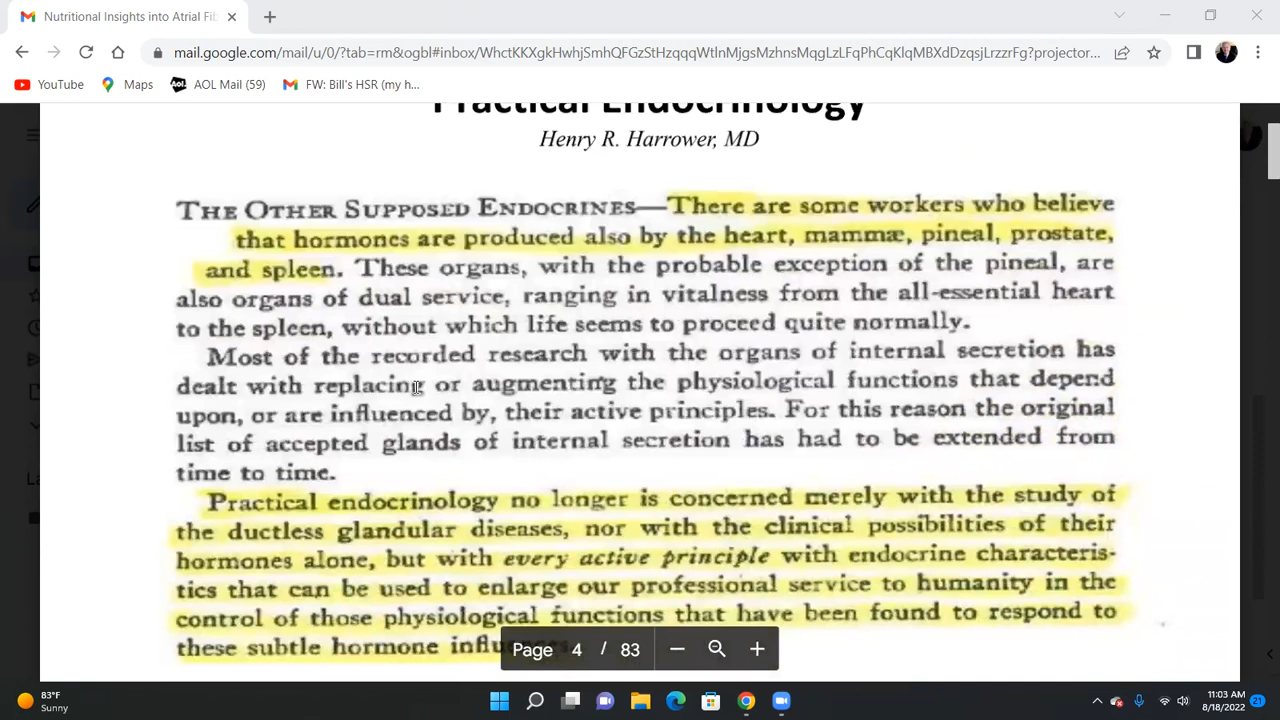 Nutritional Insights into Atrial Fib
mail.google.com/mail/u/0/?tab=rm&ogbl#inbox/WhctKKXgkHwhjSmhQFGzStHzqqqWtlnMjgsMzhnsMqgLzLFqPhCqKlqMBXdDzqsjLrzzrFg?projector...
YouTube Maps AOL Mail (59) FW: Bill's HSR (my h...
Practical Endocrinology
Henry R. Harrower, MD
THE OTHER SUPPOSED ENDOCRINES—There are some workers who believe
that hormones are produced also by the heart, mammæ, pineal, prostate,
and spleen. These organs, with the probable exception of the pineal, are
also organs of dual service, ranging in vitalness from the all-essential heart
to the spleen, without which life seems to proceed quite normally.
Most of the recorded research with the organs of internal secretion has
dealt with replacing or augmenting the physiological functions that depend
upon, or are influenced by, their active principles. For this reason the original
list of accepted glands of internal secretion has had to be extended from
time to time.
Practical endocrinology no longer is concerned merely with the study of
the ductless glandular diseases, nor with the clinical possibilities of their
hormones alone, but with every active principle with endocrine characteris-
tics that can be used to enlarge our professional service to humanity in the
control of those physiological functions that have been found to respond to
these subtle hormone
Page 4 / 83
83°F
Sunny
11:03 AM
8/18/2022
21